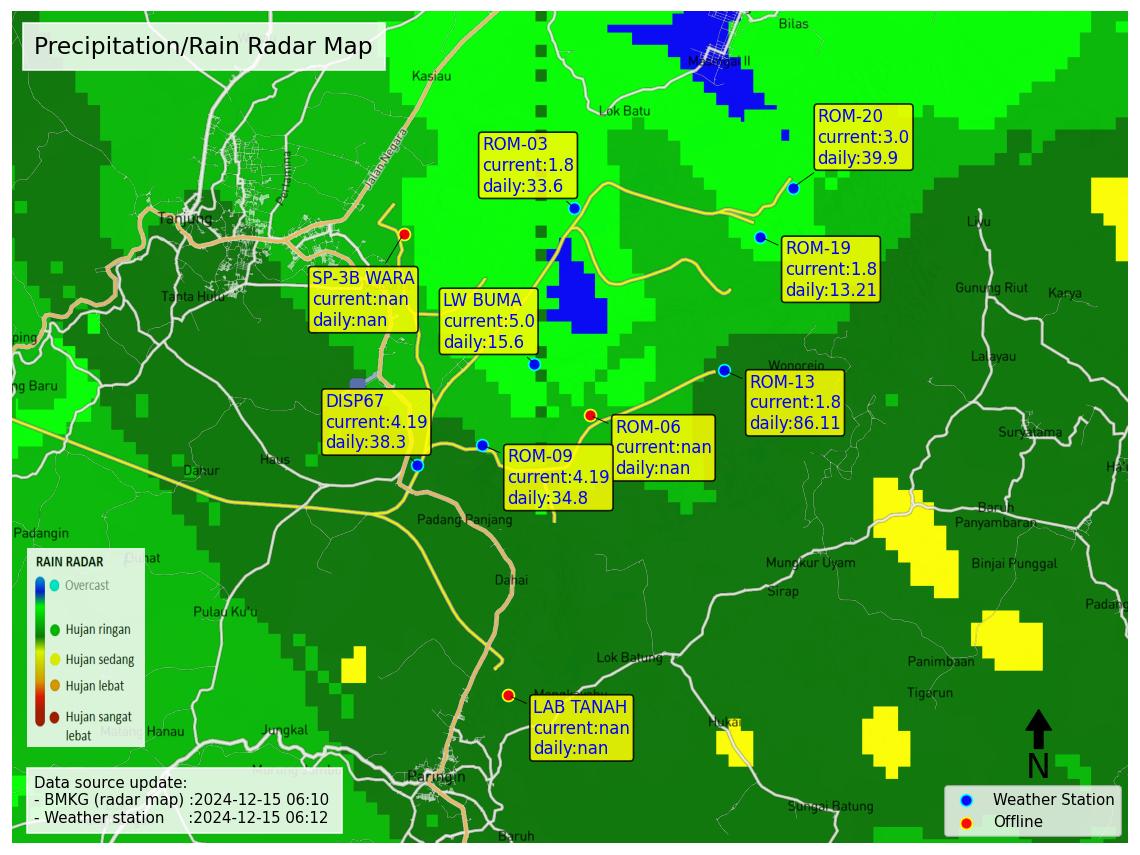 Precipitation/Rain Radar Map
Bilas
Kasiau
Lok Batu
Jalan Negara
Pertamina
ROM-20
current:3.0
daily:39.9
ROM-03
current:1.8
daily:33.6
Tanjung
Liyu
ROM-19
current:1.8
daily:13.21
SP-3B WARA
current:nan
daily:nan
LW BUMA
current:5.0
daily:15.6
Tanta Hulu
Gunung Riut
Karya
ping
Lalayau
Wonorejo
ng Baru
ROM-13
current:1.8
daily:86.11
DISP67
current:4.19
daily:38.3
ROM-06
current:nan
daily:nan
Suryatama
ROM-09
current:4.19
daily:34.8
Haus
Dahur
Padang Panjang
Baruh
Panyambaran
Padangin
Mungkur Uyam
Binjai Punggal
Dahai
Sirap
Pulau Ku'u
Padang
RAIN RADAR
Overcast
Hujan ringan
Hujan sedang
Hujan lebat
Hujan sangat
lebat
Lok Batung
Panimbaan
Tigarun
LAB TANAH
current:nan
daily:nan
Hukai
Hanau
Jungkal
N
Paringin
Data source update:
- BMKG (radar map) :2024-12-15 06:10
- Weather station :2024-12-15 06:12
Sungai Batung
Baruh
Weather Station
Offline